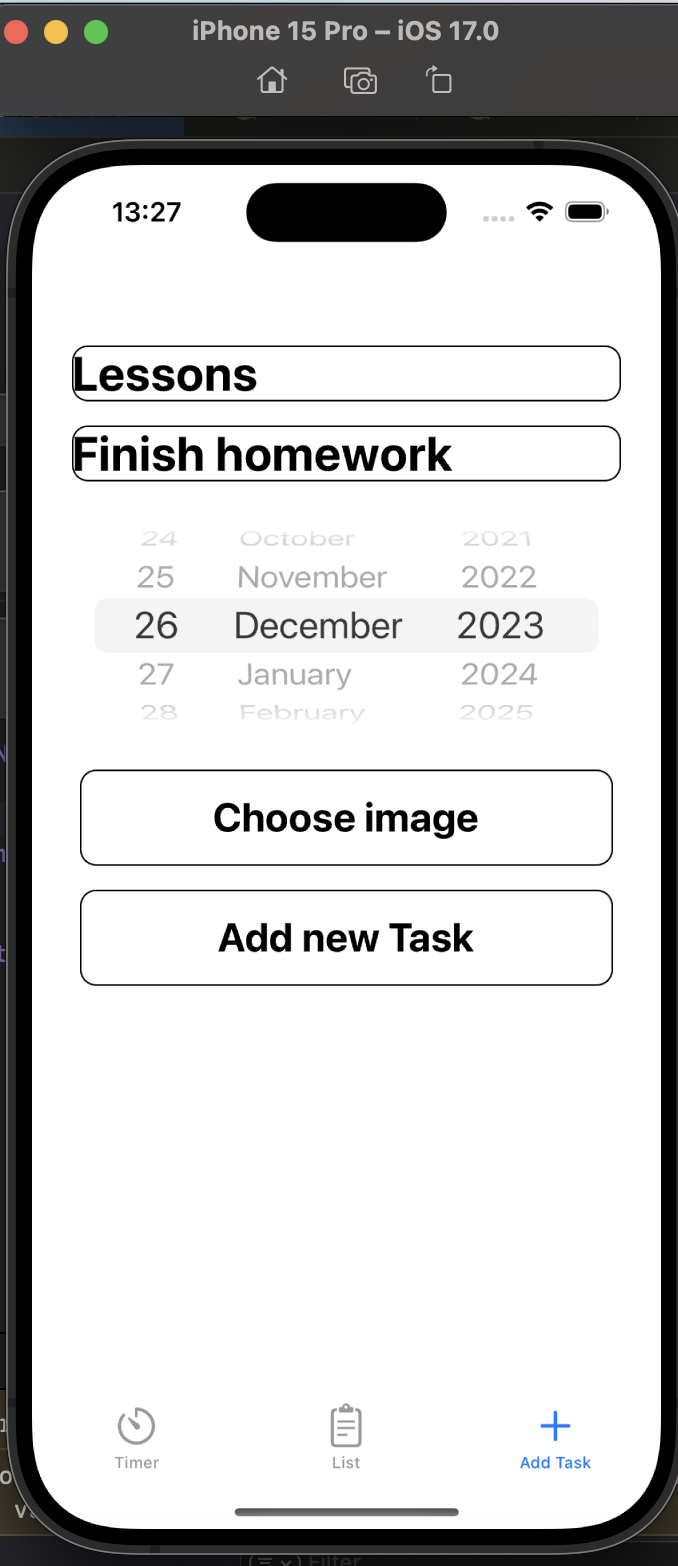 iPhone 15 Pro – iOS 17.0
13:27
Lessons
Finish homework
24 October 2021
25 November 2022
26 December 2023
27 January 2024
28 February 2025
Choose image
Add new Task
Timer List Add Task
Filter